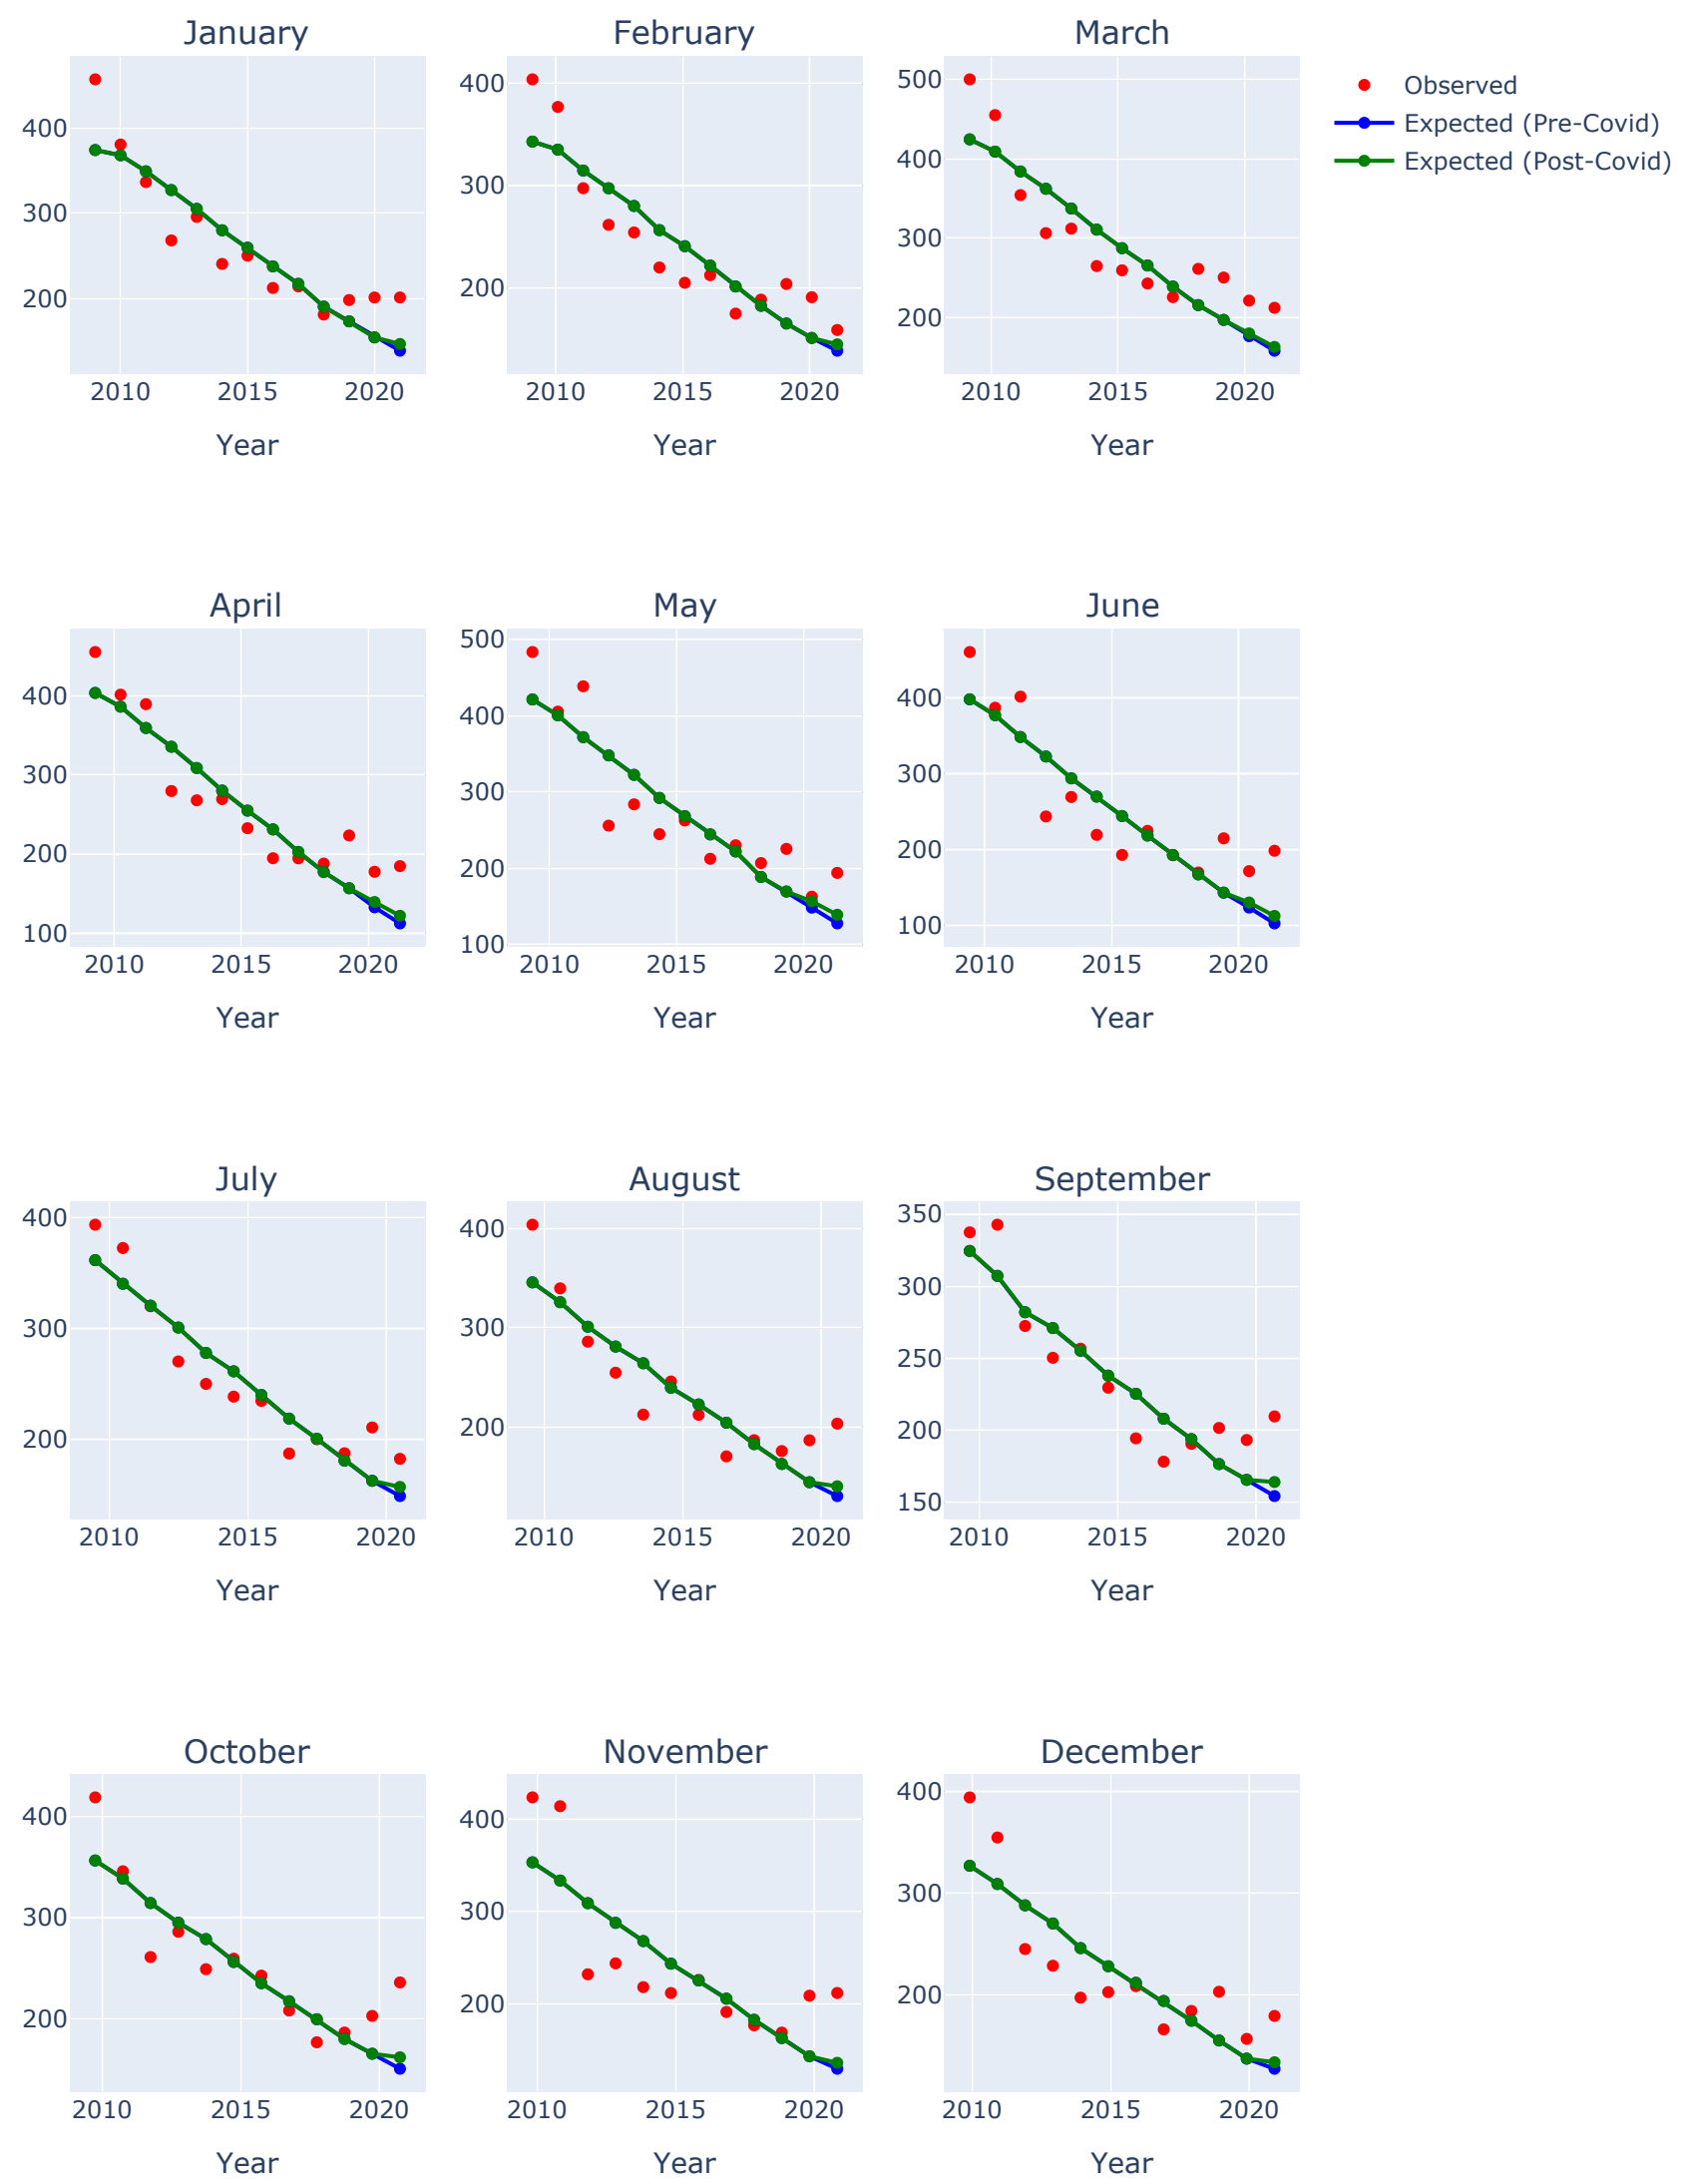 January February March
500 Observed
400 400 Expected (Pre-Covid)
400 Expected (Post-Covid)
300 300
300
200 200 200
2010 2015 2020 2010 2015 2020 2010 2015 2020
Year Year Year
April May June
500
400 400 400
300 300 300
200 200 200
100 100 100
2010 2015 2020 2010 2015 2020 2010 2015 2020
Year Year Year
July August September
400 400 350
300 300 300
250
200 200 200
150
2010 2015 2020 2010 2015 2020 2010 2015 2020
Year Year Year
October November December
400 400 400
300 300 300
200 200 200
2010 2015 2020 2010 2015 2020 2010 2015 2020
Year Year Year